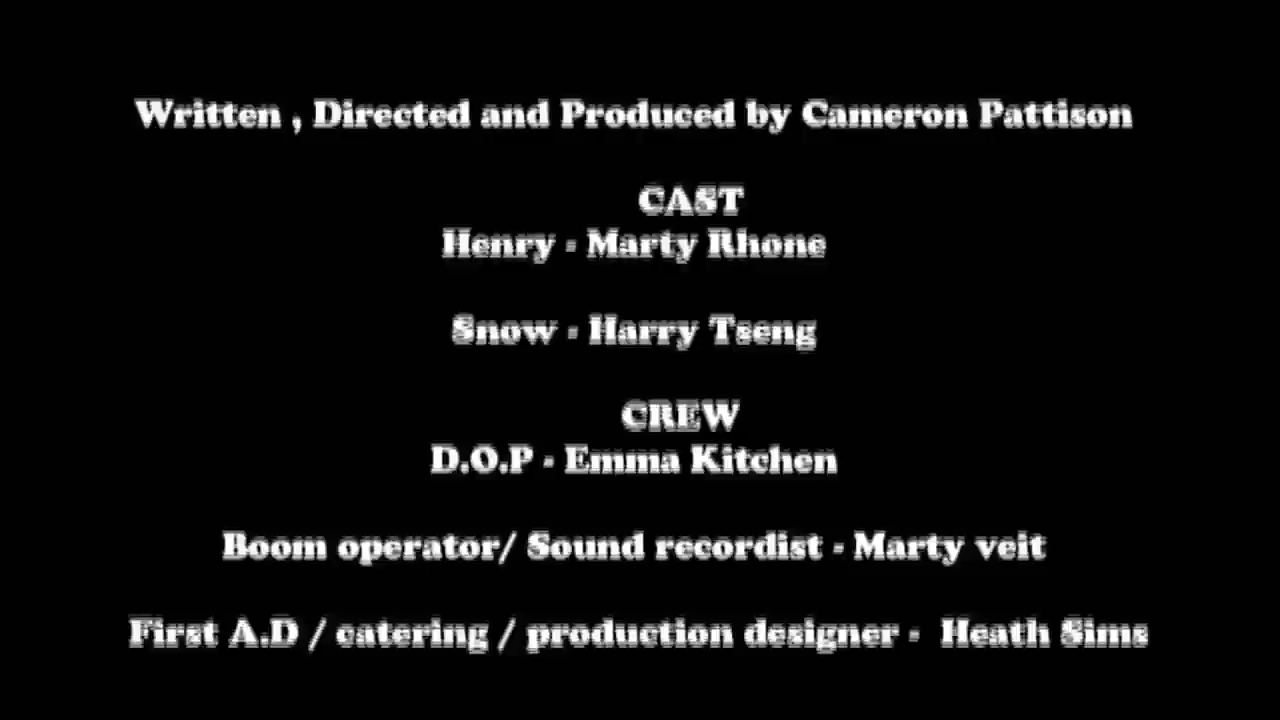 Written , Directed and Produced by Cameron Pattison
CAST
Henry - Marty Rhone
Snow - Harry Tseng
CREW
D.O.P - Emma Kitchen
Boom operator/ Sound recordist - Marty veit
First A.D / catering / production designer - Heath Sims